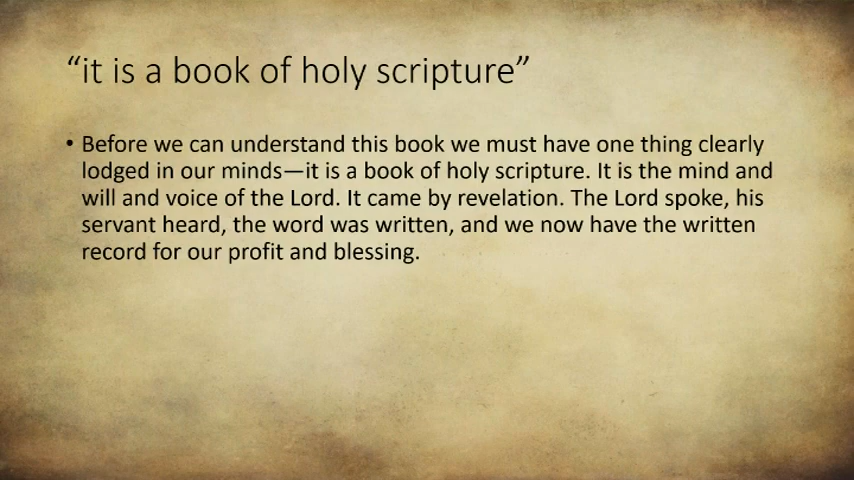 “it is a book of holy scripture”
• Before we can understand this book we must have one thing clearly
lodged in our minds—it is a book of holy scripture. It is the mind and
will and voice of the Lord. It came by revelation. The Lord spoke, his
servant heard, the word was written, and we now have the written
record for our profit and blessing.